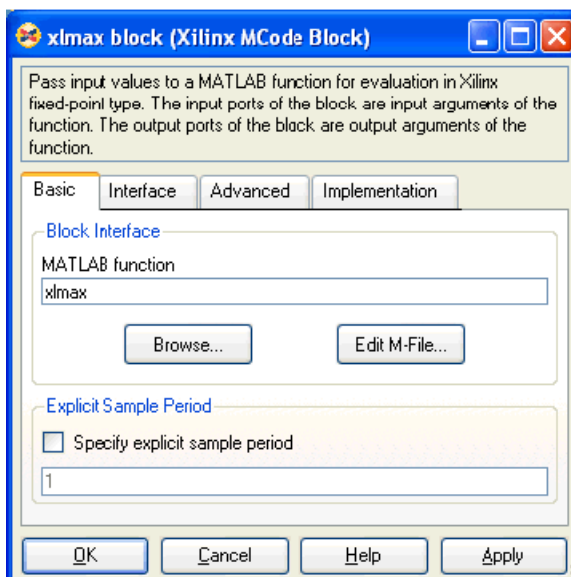 xlmax block (Xilinx MCode Block)
Pass input values to a MATLAB function for evaluation in Xilinx
fixed-point type. The input ports of the block are input arguments of the
function. The output ports of the block are output arguments of the
function.
Basic Interface Advanced Implementation
Block Interface
MATLAB function
xlmax
Browse... Edit M-File...
Explicit Sample Period
Specify explicit sample period
1
OK Cancel Help Apply